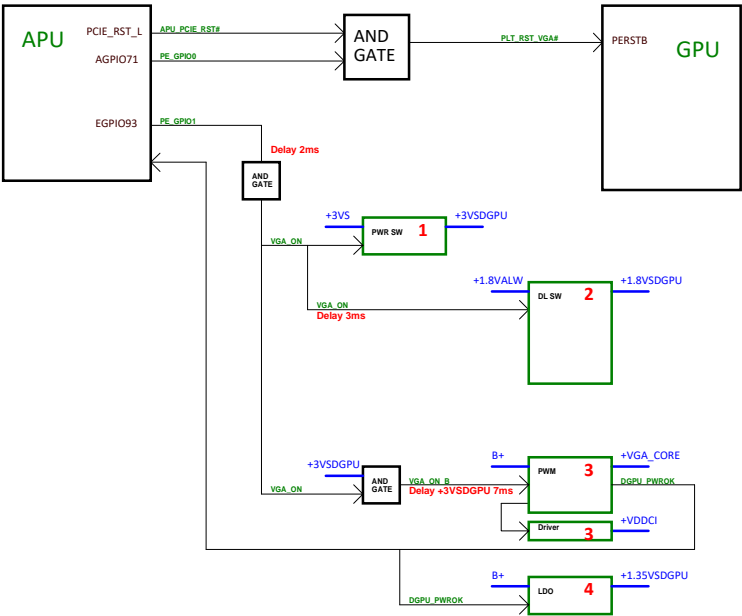 APU
PCIE_RST_L
APU_PCIE_RST#
AGPIO71
PE_GPIO0
AND
GATE
PLT_RST_VGA#
PERSTB
GPU
EGPIO93
PE_GPIO1
Delay 2ms
AND
GATE
+3VS
PWR SW
1
+3VSDGPU
VGA_ON
+1.8VALW
DL SW
2
+1.8VSDGPU
VGA_ON
Delay 3ms
+3VSDGPU
AND
GATE
VGA_ON
VGA_ON_B
Delay +3VSDGPU 7ms
B+
PWM
3
+VGA_CORE
DGPU_PWROK
Driver
3
+VDDCI
B+
LDO
4
+1.35VSDGPU
DGPU_PWROK